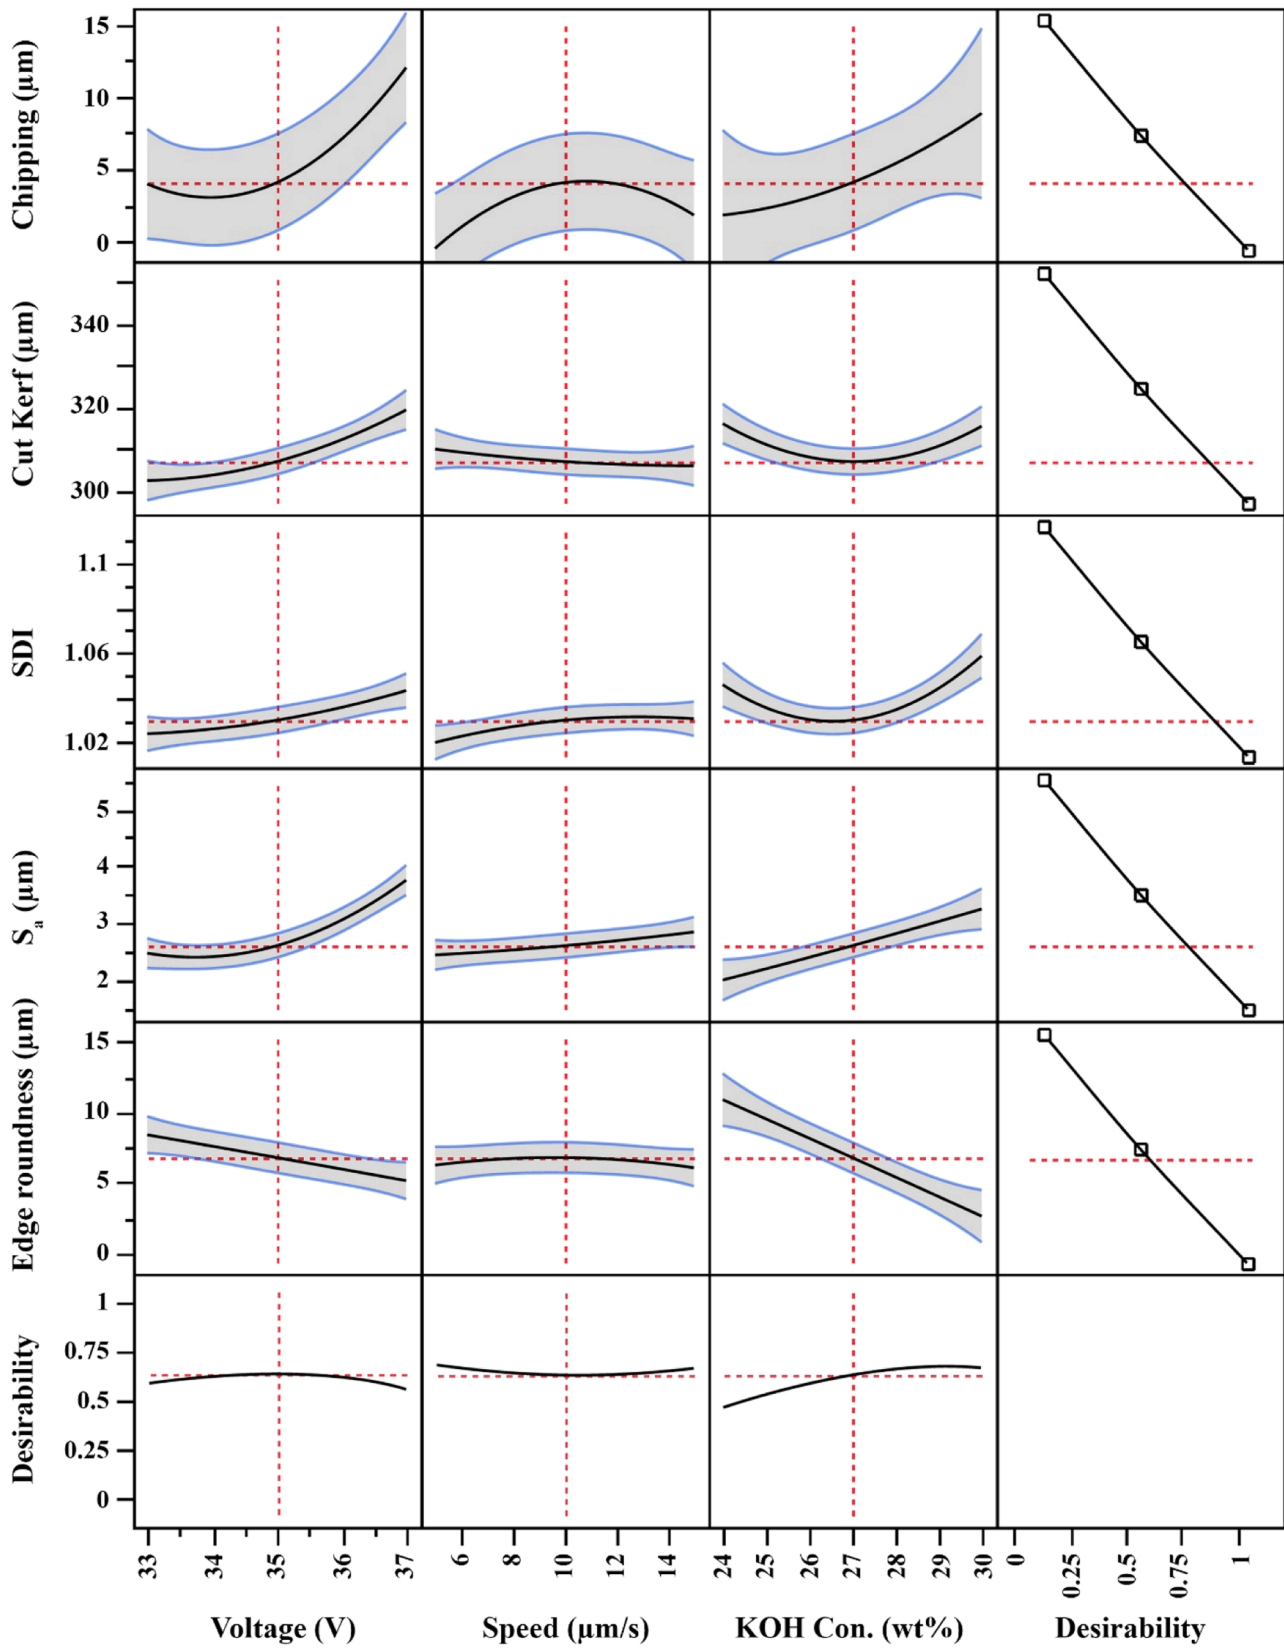 Chipping (μm)
15
10
5
0
Cut Kerf (μm)
340
320
300
SDI
1.1
1.06
1.02
Sa (μm)
5
4
3
2
Edge roundness (μm)
15
10
5
0
Desirability
1
0.75
0.5
0.25
0
33 34 35 36 37 6 8 10 12 14 24 25 26 27 28 29 30 0 0.25 0.5 0.75 1
Voltage (V) Speed (μm/s) KOH Con. (wt%) Desirability